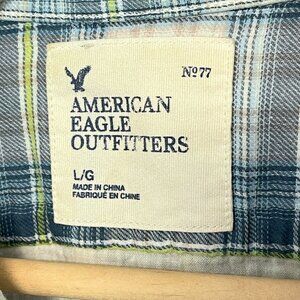 Nº77
AMERICAN
EAGLE
OUTFITTERS
L/G
MADE IN CHINA
FABRIQUÉ EN CHINE